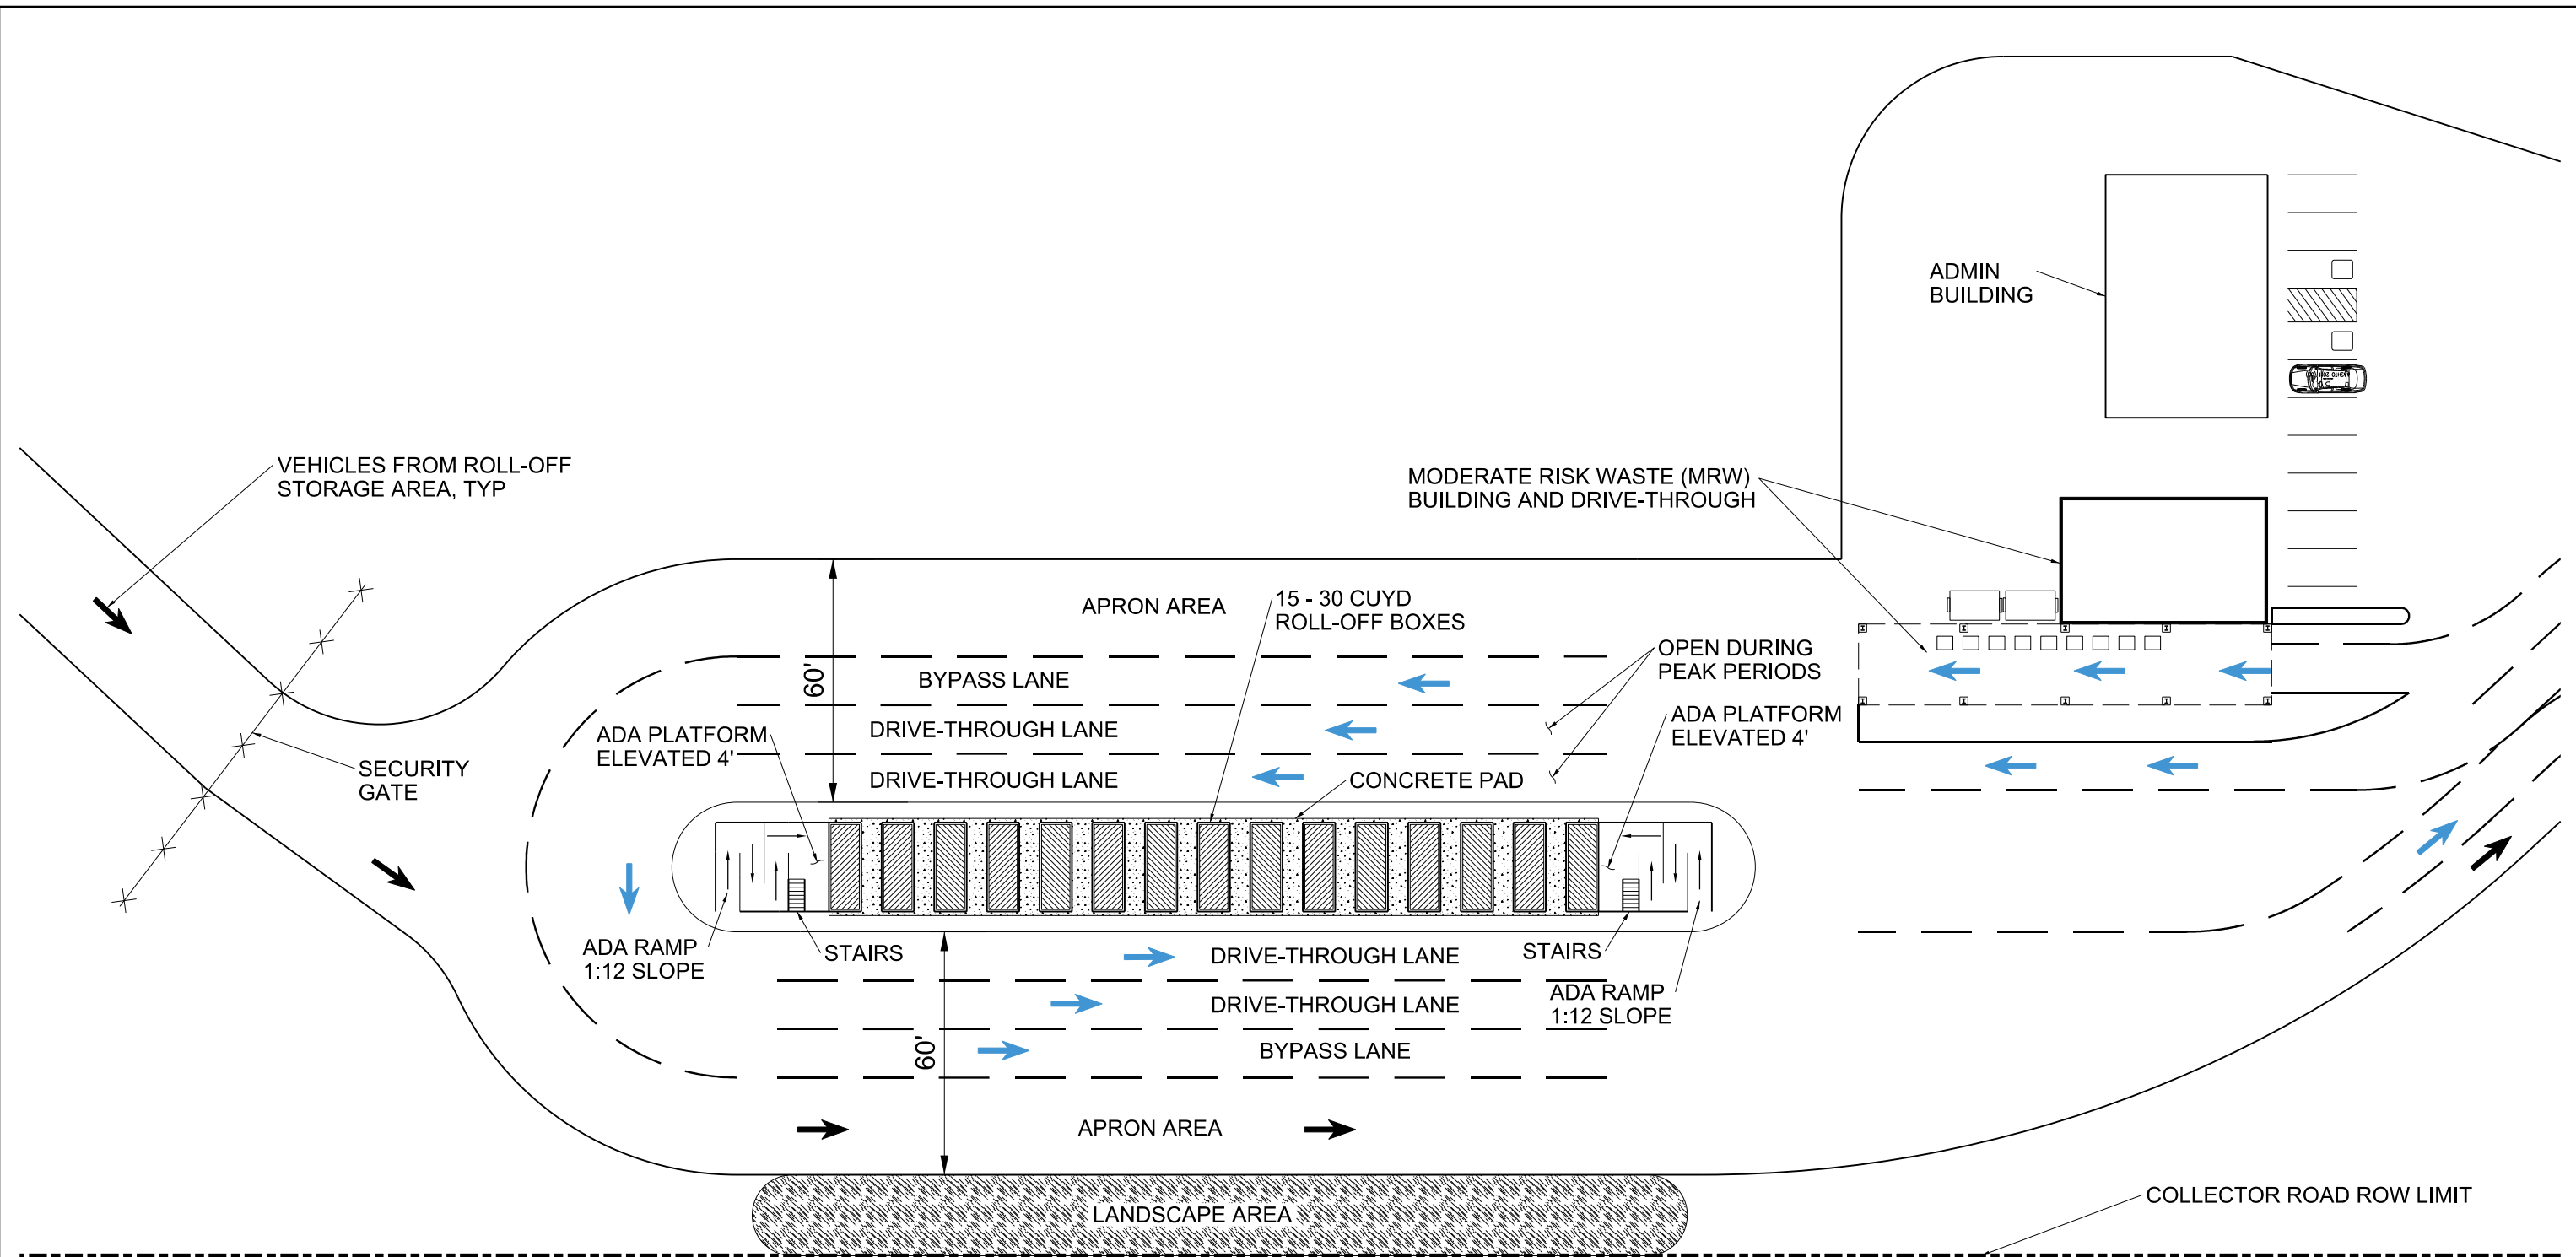 ADMIN
BUILDING
VEHICLES FROM ROLL-OFF
STORAGE AREA, TYP
MODERATE RISK WASTE (MRW)
BUILDING AND DRIVE-THROUGH
APRON AREA
15 - 30 CUYD
ROLL-OFF BOXES
OPEN DURING
PEAK PERIODS
60'
BYPASS LANE
DRIVE-THROUGH LANE
DRIVE-THROUGH LANE
ADA PLATFORM
ELEVATED 4'
ADA PLATFORM
ELEVATED 4'
CONCRETE PAD
SECURITY
GATE
ADA RAMP
1:12 SLOPE
STAIRS
DRIVE-THROUGH LANE
STAIRS
DRIVE-THROUGH LANE
ADA RAMP
1:12 SLOPE
60'
BYPASS LANE
APRON AREA
LANDSCAPE AREA
COLLECTOR ROAD ROW LIMIT